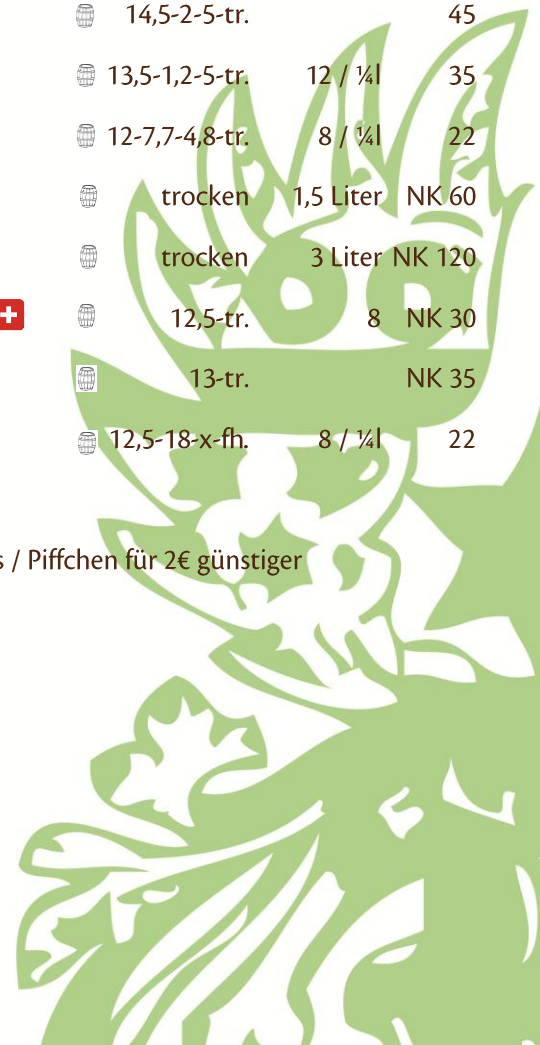 14,5-2-5-tr. 45
13,5-1,2-5-tr. 12 / ¼l 35
12-7,7-4,8-tr. 8 / ¼l 22
trocken 1,5 Liter NK 60
trocken 3 Liter NK 120
12,5-tr. 8 NK 30
13-tr. NK 35
12,5-18-x-fh. 8 / ¼l 22
s / Piffchen für 2€ günstiger